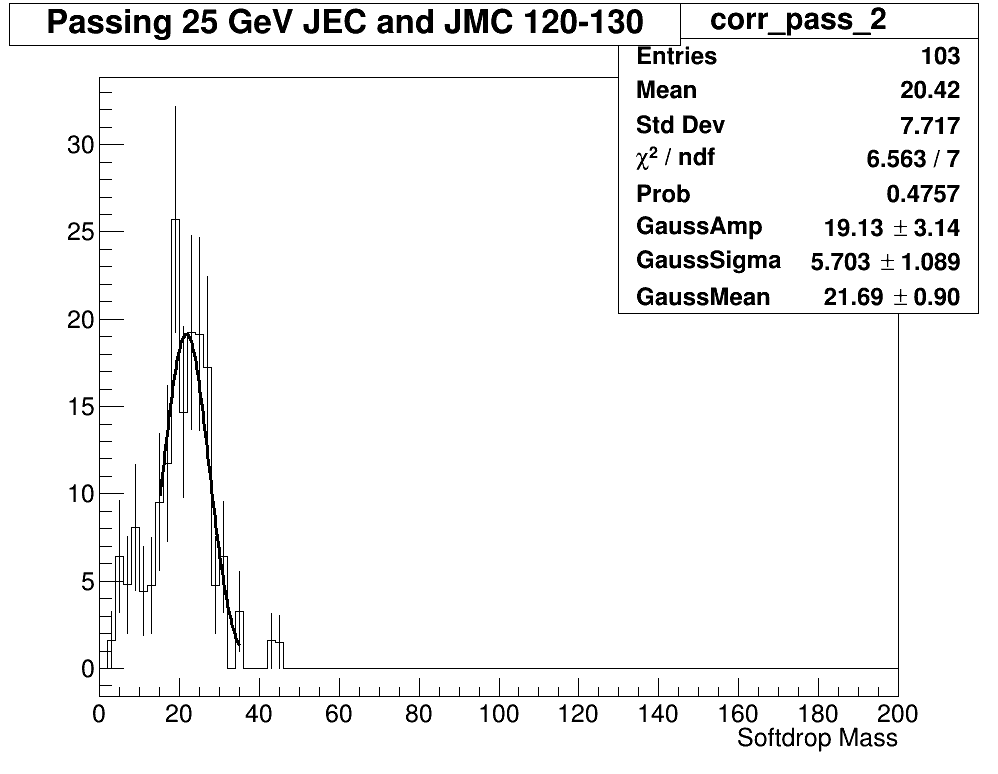 Passing 25 GeV JEC and JMC 120-130
corr_pass_2
Entries 103
Mean 20.42
Std Dev 7.717
χ² / ndf 6.563 / 7
Prob 0.4757
GaussAmp 19.13 ± 3.14
GaussSigma 5.703 ± 1.089
GaussMean 21.69 ± 0.90
30
25
20
15
10
5
0
0 20 40 60 80 100 120 140 160 180 200
Softdrop Mass